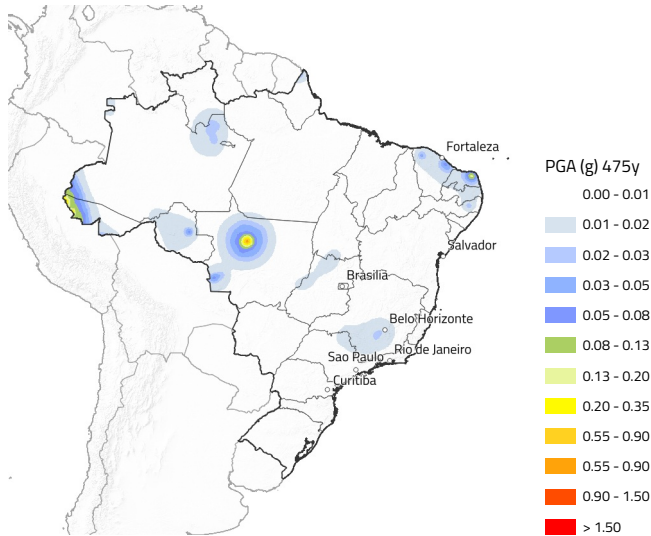 Fortaleza
Salvador
Brasilia
Belo Horizonte
Sao Paulo
Rio de Janeiro
Curitiba
PGA (g) 475y
0.00 - 0.01
0.01 - 0.02
0.02 - 0.03
0.03 - 0.05
0.05 - 0.08
0.08 - 0.13
0.13 - 0.20
0.20 - 0.35
0.55 - 0.90
0.55 - 0.90
0.90 - 1.50
> 1.50